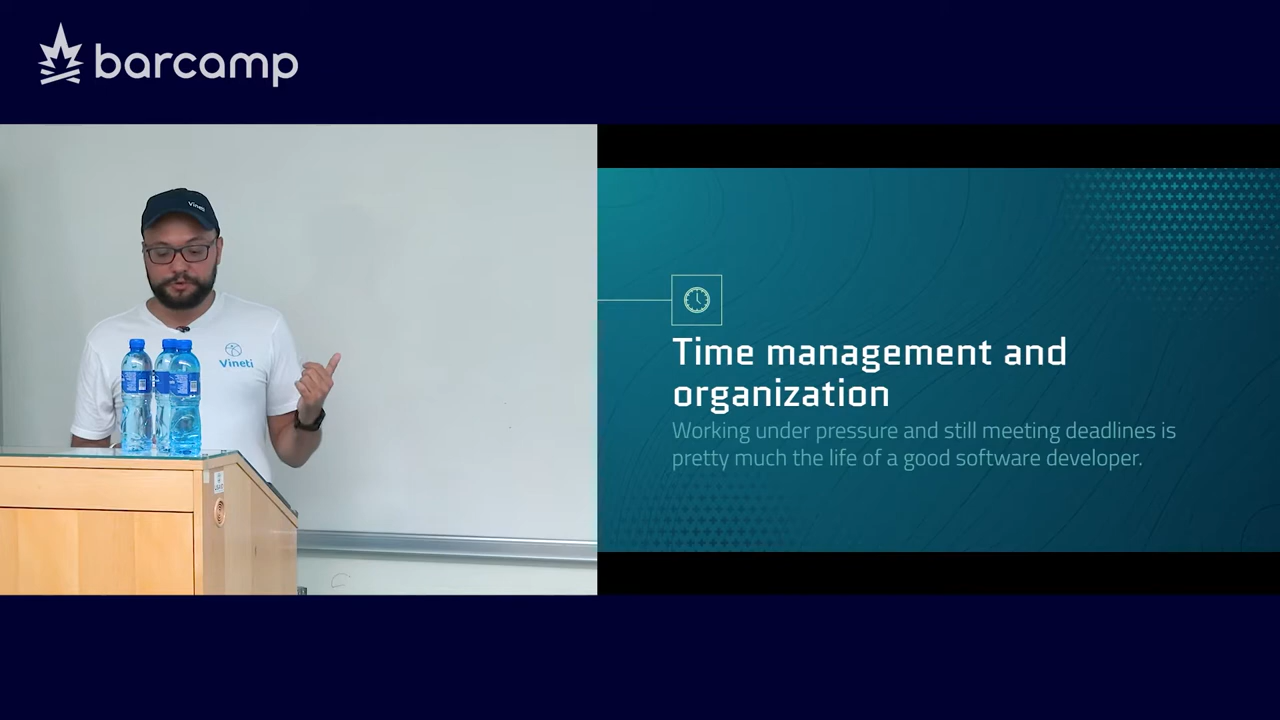 barcamp
Vineti
Vineti
Time management and
organization
Working under pressure and still meeting deadlines is
pretty much the life of a good software developer.